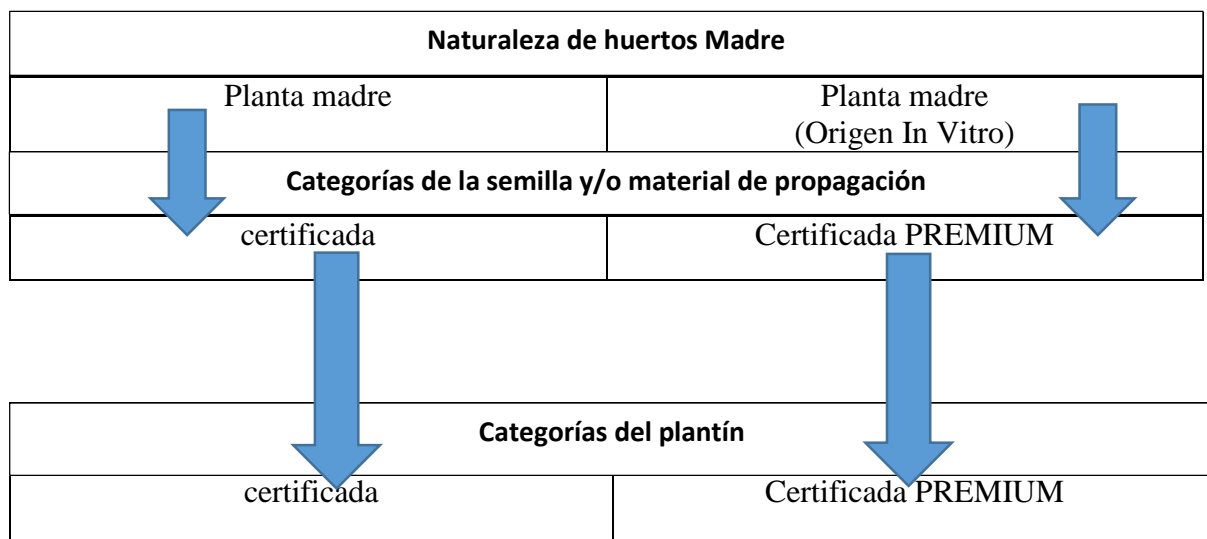 Naturaleza de huertos Madre
Planta madre
Planta madre
(Origen In Vitro)
Categorías de la semilla y/o material de propagación
certificada
Certificada PREMIUM
Categorías del plantín
certificada
Certificada PREMIUM